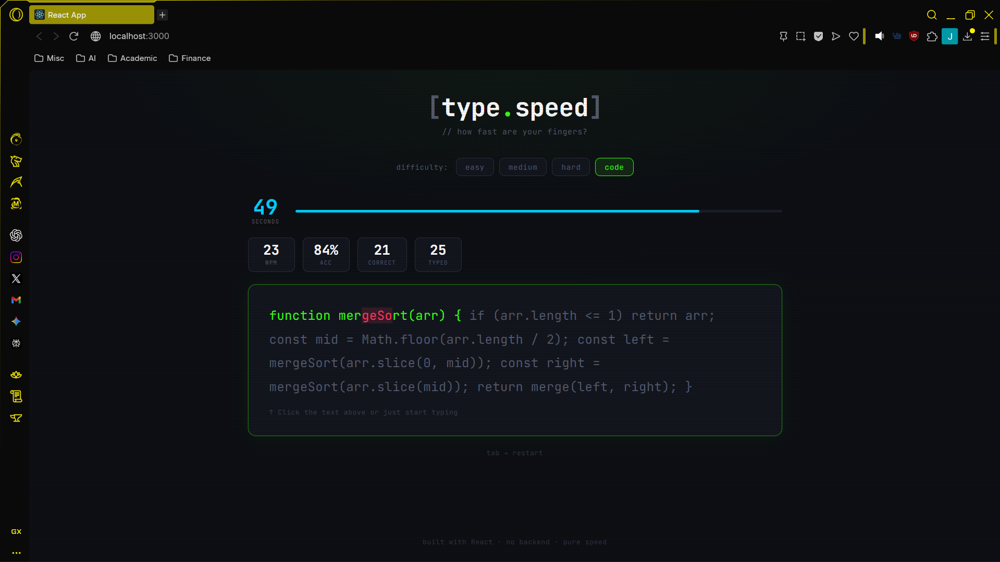 React App
localhost:3000
J
Misc
AI
Academic
Finance
[type.speed]
// how fast are your fingers?
difficulty:
easy
medium
hard
code
49
SECONDS
23
WPM
84%
ACC
21
CORRECT
25
TYPED
function mergeSort(arr) { if (arr.length <= 1) return arr;
const mid = Math.floor(arr.length / 2); const left =
mergeSort(arr.slice(0, mid)); const right =
mergeSort(arr.slice(mid)); return merge(left, right); }
↑ Click the text above or just start typing
tab → restart
built with React · no backend · pure speed
M
GX